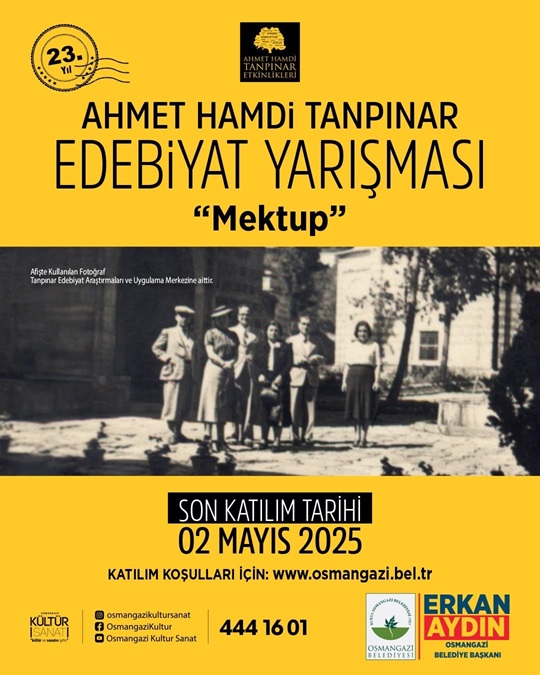 23.
Yıl
AHMET HAMDİ
TANPINAR
ETKİNLİKLERİ
AHMET HAMDi TANPINAR
EDEBiYAT YARIŞMASI
“Mektup”
Afişte Kullanılan Fotoğraf
Tanpınar Edebiyat Araştırmaları ve Uygulama Merkezine aittir.
SON KATILIM TARİHİ
02 MAYIS 2025
KATILIM KOŞULLARI İÇİN: www.osmangazi.bel.tr
OSMANGAZİ
KÜLTÜR
SANAT
osmangazikultursanat
OsmangaziKultur
Osmangazi Kultur Sanat
444 16 01
OSMANGAZİ
BELEDİYESİ
ERKAN
AYDIN
OSMANGAZİ
BELEDİYE BAŞKANI